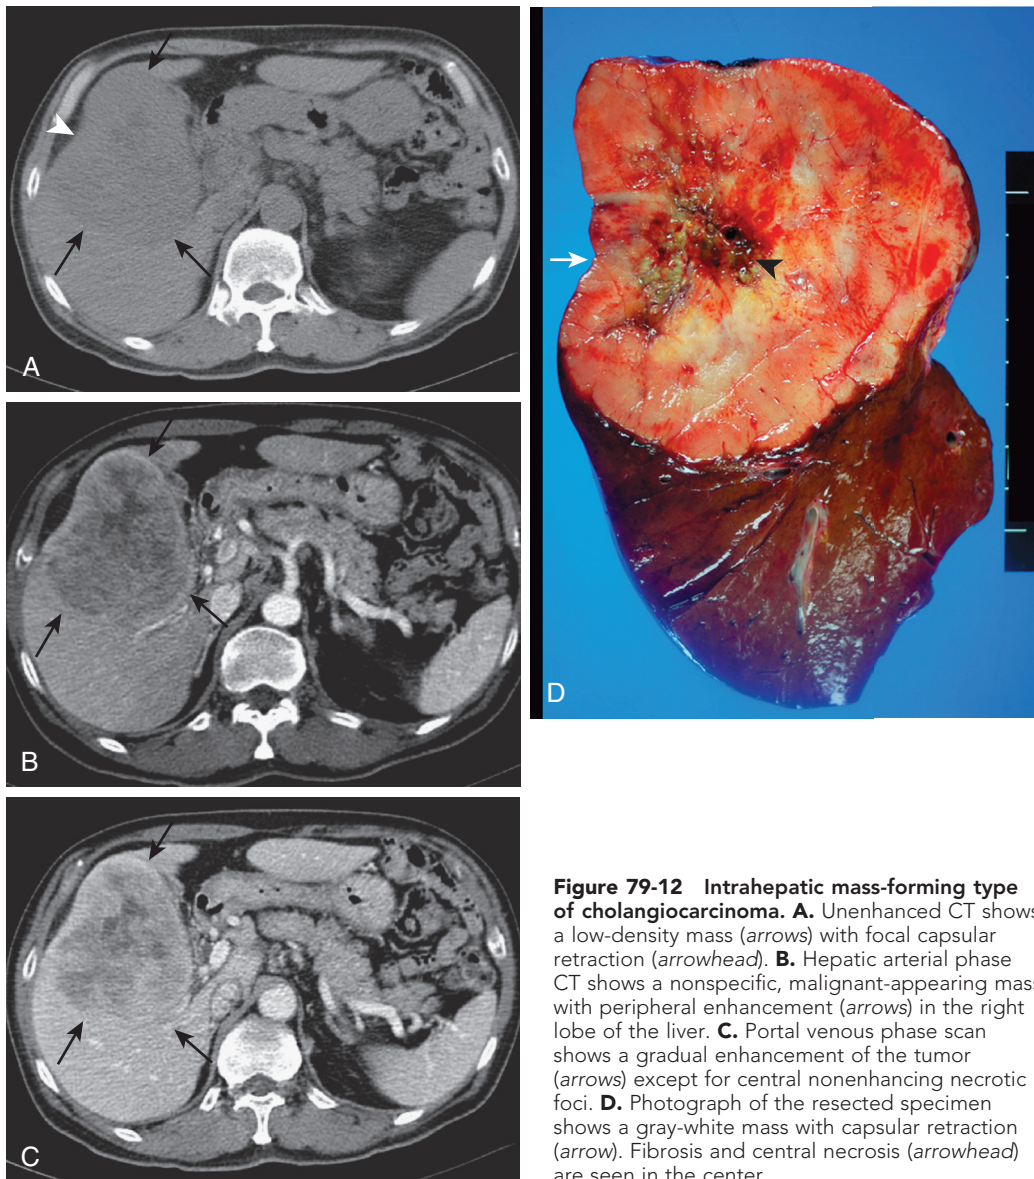 A
B
C
D
Figure 79-12 Intrahepatic mass-forming type
of cholangiocarcinoma. A. Unenhanced CT shows
a low-density mass (arrows) with focal capsular
retraction (arrowhead). B. Hepatic arterial phase
CT shows a nonspecific, malignant-appearing mass
with peripheral enhancement (arrows) in the right
lobe of the liver. C. Portal venous phase scan
shows a gradual enhancement of the tumor
(arrows) except for central nonenhancing necrotic
foci. D. Photograph of the resected specimen
shows a gray-white mass with capsular retraction
(arrow). Fibrosis and central necrosis (arrowhead)
are seen in the center.